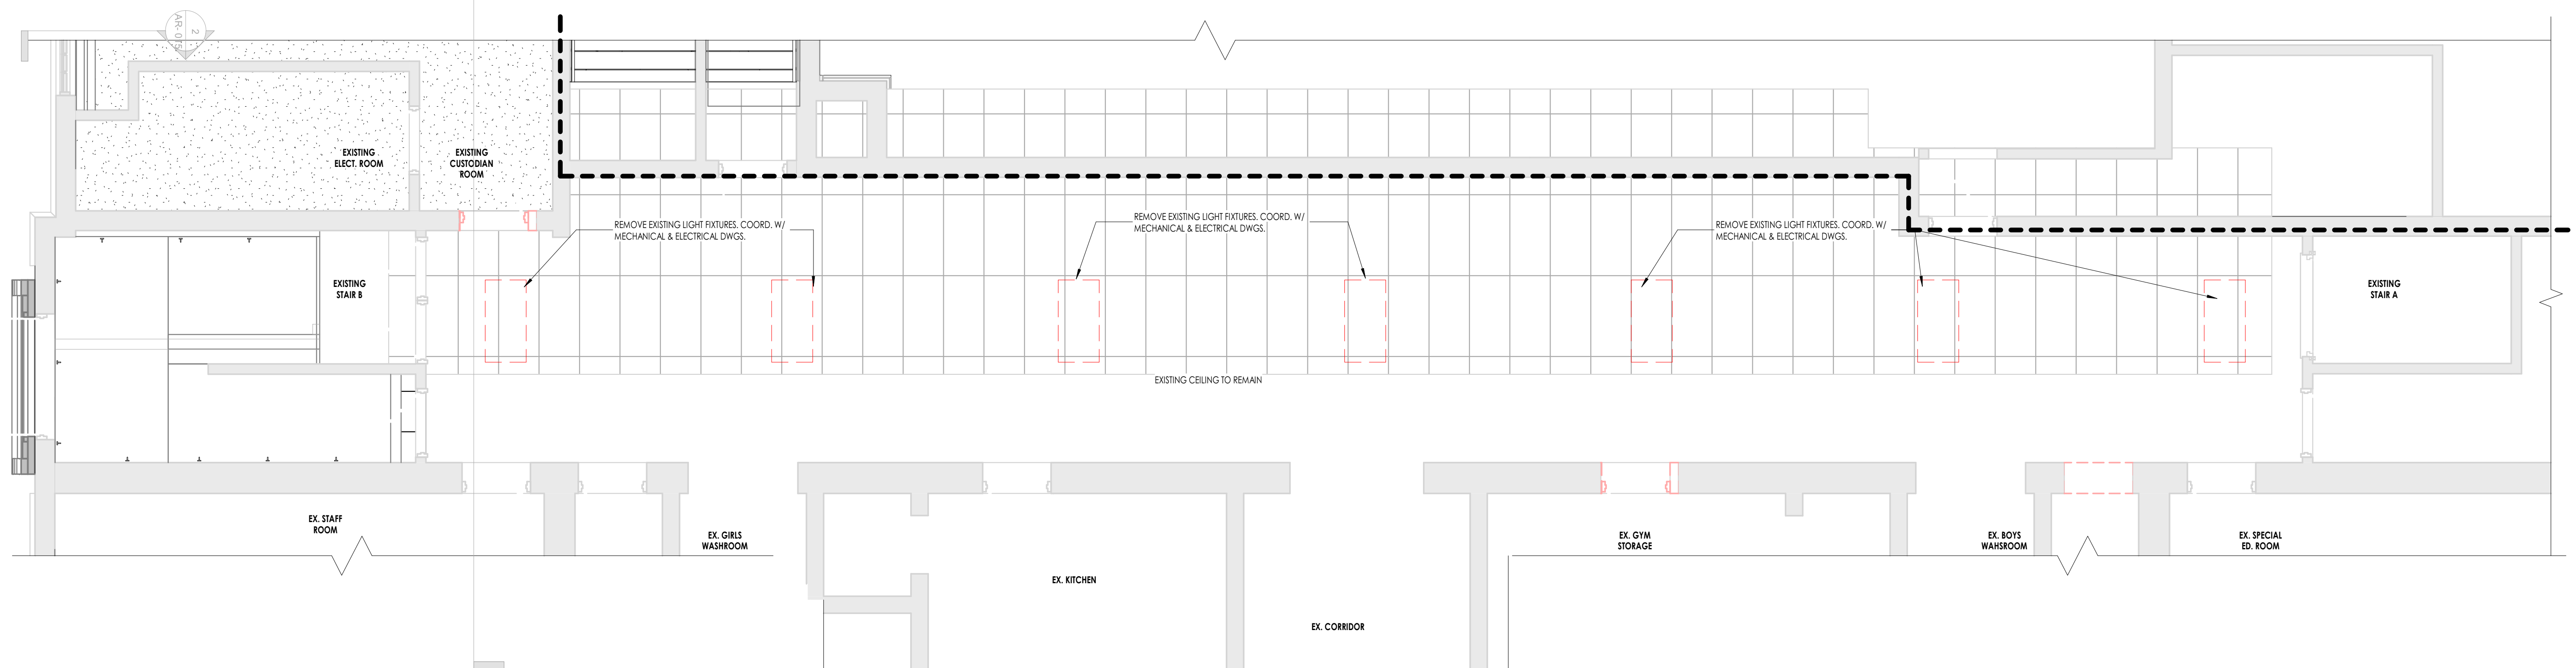 2
AR-015
EXISTING
ELECT. ROOM
EXISTING
CUSTODIAN
ROOM
REMOVE EXISTING LIGHT FIXTURES. COORD. W/
MECHANICAL & ELECTRICAL DWGS.
REMOVE EXISTING LIGHT FIXTURES. COORD. W/
MECHANICAL & ELECTRICAL DWGS.
REMOVE EXISTING LIGHT FIXTURES. COORD. W/
MECHANICAL & ELECTRICAL DWGS.
EXISTING
STAIR B
EXISTING
STAIR A
EXISTING CEILING TO REMAIN
EX. STAFF
ROOM
EX. GIRLS
WASHROOM
EX. KITCHEN
EX. CORRIDOR
EX. GYM
STORAGE
EX. BOYS
WAHSROOM
EX. SPECIAL
ED. ROOM